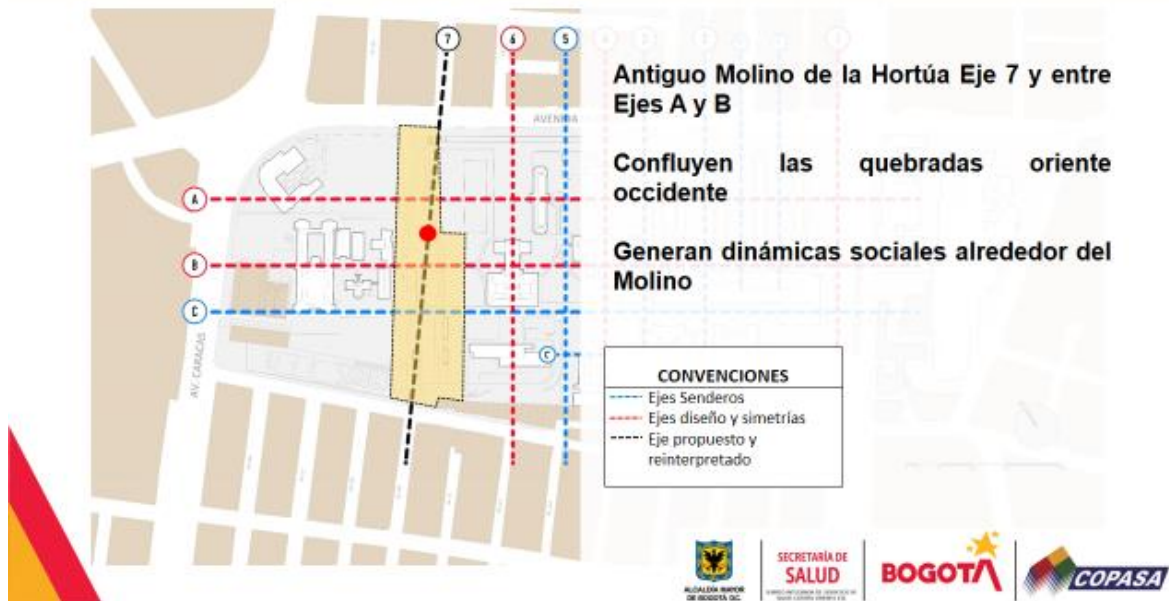 7
6
5
Antiguo Molino de la Hortúa Eje 7 y entre
Ejes A y B
AVENIDA
Confluyen las quebradas oriente
occidente
A
Generan dinámicas sociales alrededor del
Molino
B
C
AV. CARACAS
C
CONVENCIONES
Ejes Senderos
Ejes diseño y simetrías
Eje propuesto y
reinterpretado
ALCALDÍA MAYOR
DE BOGOTÁ D.C.
SECRETARÍA DE
SALUD
BOGOTÁ
COPASA